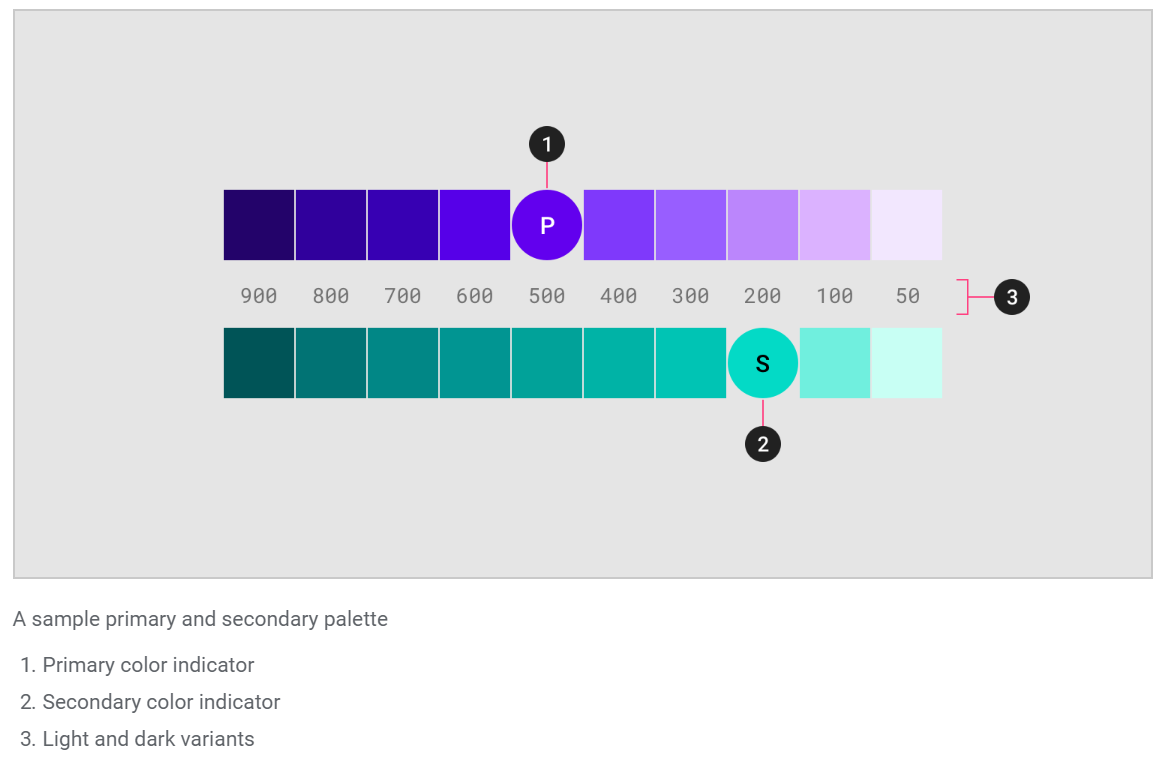 1
P
900 800 700 600 500 400 300 200 100 50
3
S
2
A sample primary and secondary palette
1. Primary color indicator
2. Secondary color indicator
3. Light and dark variants